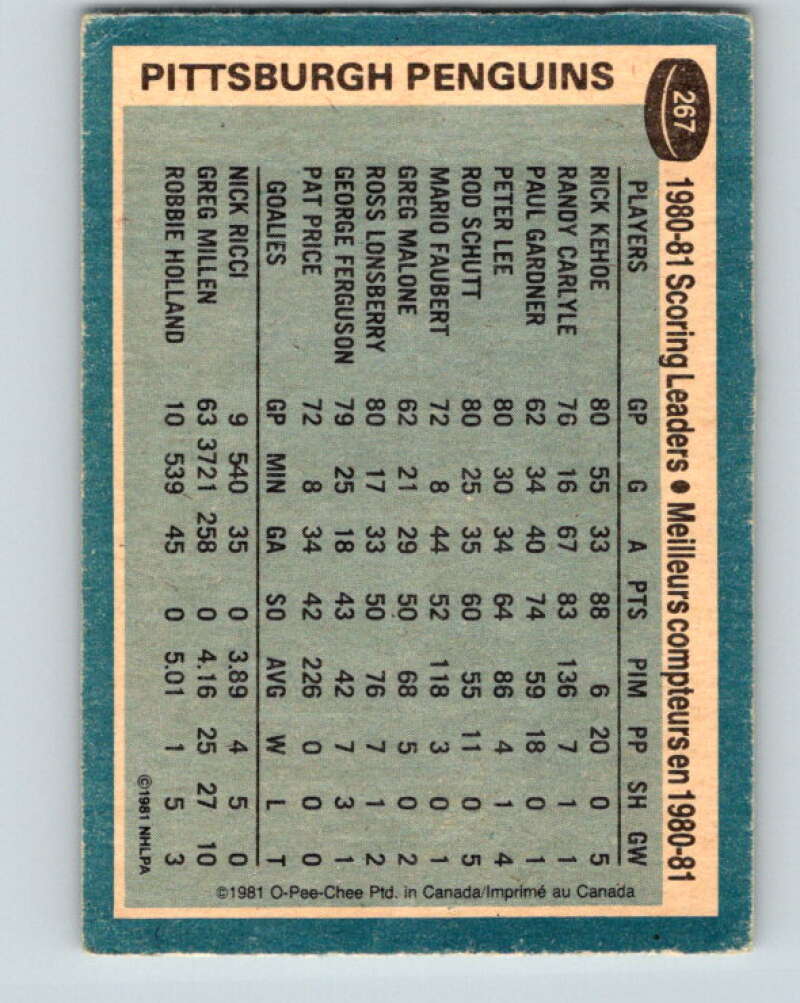 PITTSBURGH PENGUINS
267
1980-81 Scoring Leaders • Meilleurs compteurs en 1980-81
PLAYERS GP G A PTS PIM PP SH GW
RICK KEHOE 80 55 33 88 6 20 0 5
RANDY CARLYLE 76 16 67 83 136 7 1 1
PAUL GARDNER 62 34 40 74 59 18 0 1
PETER LEE 80 30 34 64 86 4 1 4
ROD SCHUTT 80 25 35 60 55 11 0 5
MARIO FAUBERT 72 8 44 52 118 3 0 1
GREG MALONE 62 21 29 50 68 5 0 2
ROSS LONSBERRY 80 17 33 50 76 7 1 2
GEORGE FERGUSON 79 25 18 43 42 7 3 1
PAT PRICE 72 8 34 42 226 0 0 0
GOALIES GP MIN GA SO AVG W L T
NICK RICCI 9 540 35 0 3.89 4 5 0
GREG MILLEN 63 3721 258 0 4.16 25 27 10
ROBBIE HOLLAND 10 539 45 0 5.01 1 5 3
©1981 NHLPA
©1981 O-Pee-Chee Ptd. in Canada/Imprimé au Canada